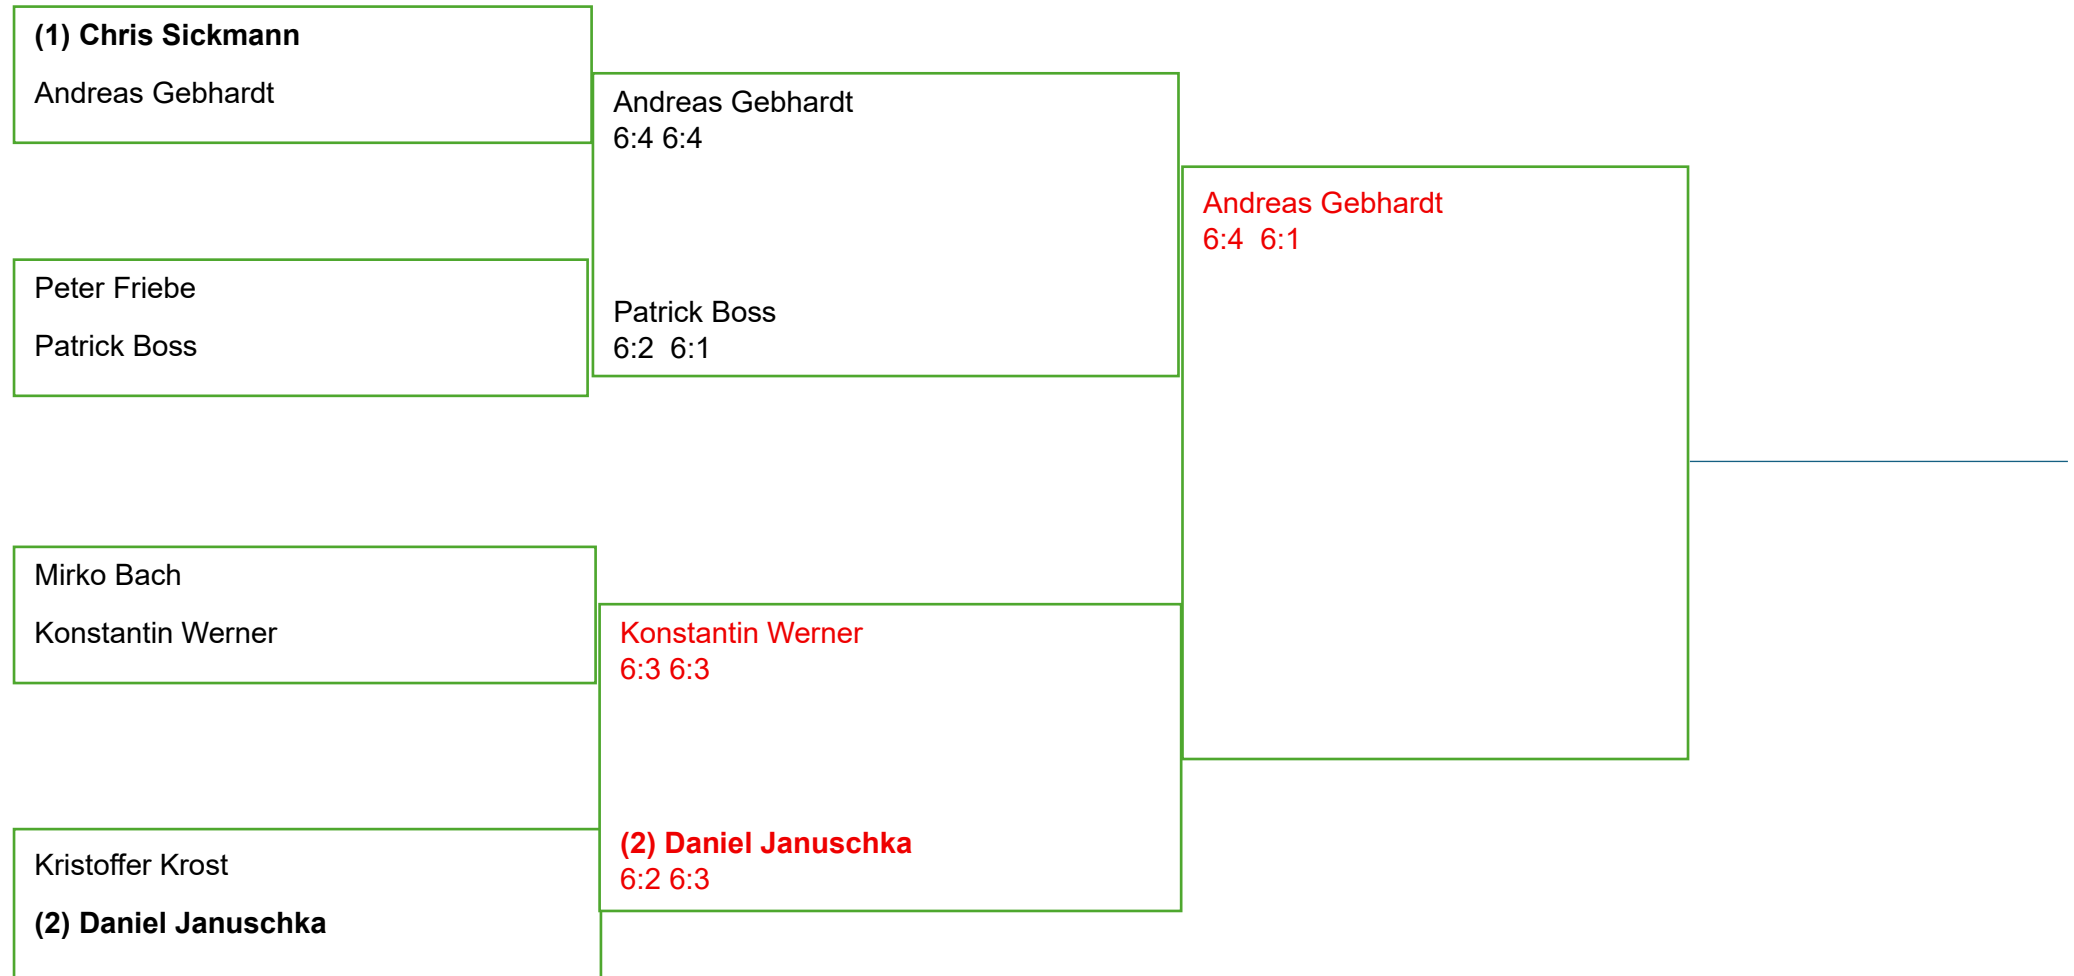 (1) Chris Sickmann
Andreas Gebhardt
Peter Friebe
Patrick Boss
Mirko Bach
Konstantin Werner
Kristoffer Krost
(2) Daniel Januschka
Andreas Gebhardt
6:4 6:4
Patrick Boss
6:2  6:1
Konstantin Werner
6:3 6:3
(2) Daniel Januschka
6:2 6:3
Andreas Gebhardt
6:4  6:1